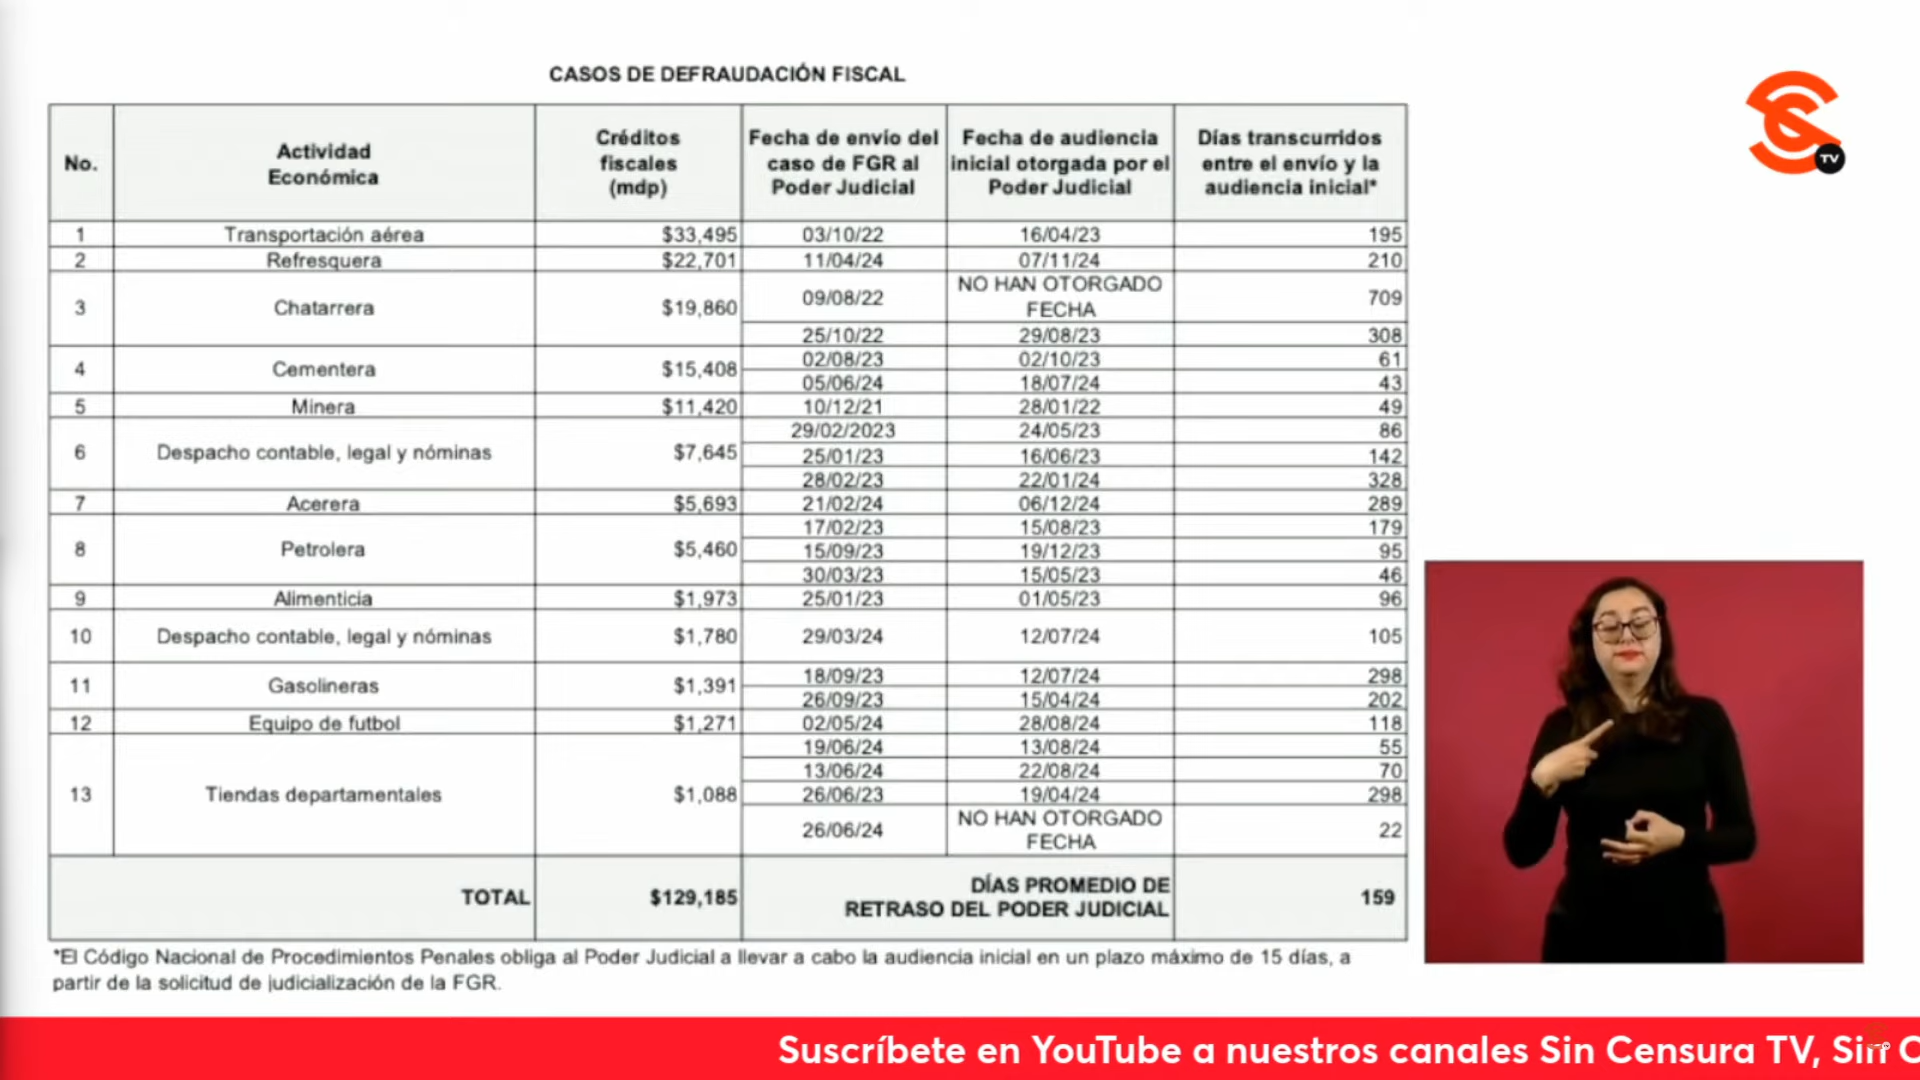 CASOS DE DEFRAUDACIÓN FISCAL
No. Actividad Económica Créditos fiscales (mdp) Fecha de envío del caso de FGR al Poder Judicial Fecha de audiencia inicial otorgada por el Poder Judicial Días transcurridos entre el envío y la audiencia inicial*
1 Transportación aérea $33,495 03/10/22 16/04/23 195
2 Refresquera $22,701 11/04/24 07/11/24 210
3 Chatarrera $19,860 09/08/22 NO HAN OTORGADO FECHA 709
25/10/22 29/08/23 308
4 Cementera $15,408 02/08/23 02/10/23 61
05/06/24 18/07/24 43
5 Minera $11,420 10/12/21 28/01/22 49
6 Despacho contable, legal y nóminas $7,645 29/02/2023 24/05/23 86
25/01/23 16/06/23 142
28/02/23 22/01/24 328
7 Acerera $5,693 21/02/24 06/12/24 289
8 Petrolera $5,460 17/02/23 15/08/23 179
15/09/23 19/12/23 95
30/03/23 15/05/23 46
9 Alimenticia $1,973 25/01/23 01/05/23 96
10 Despacho contable, legal y nóminas $1,780 29/03/24 12/07/24 105
11 Gasolineras $1,391 18/09/23 12/07/24 298
26/09/23 15/04/24 202
12 Equipo de futbol $1,271 02/05/24 28/08/24 118
13 Tiendas departamentales $1,088 19/06/24 13/08/24 55
13/06/24 22/08/24 70
26/06/23 19/04/24 298
26/06/24 NO HAN OTORGADO FECHA 22
TOTAL $129,185 DÍAS PROMEDIO DE RETRASO DEL PODER JUDICIAL 159
*El Código Nacional de Procedimientos Penales obliga al Poder Judicial a llevar a cabo la audiencia inicial en un plazo máximo de 15 días, a
partir de la solicitud de judicialización de la FGR.
TV
Suscríbete en YouTube a nuestros canales Sin Censura TV, Sin C